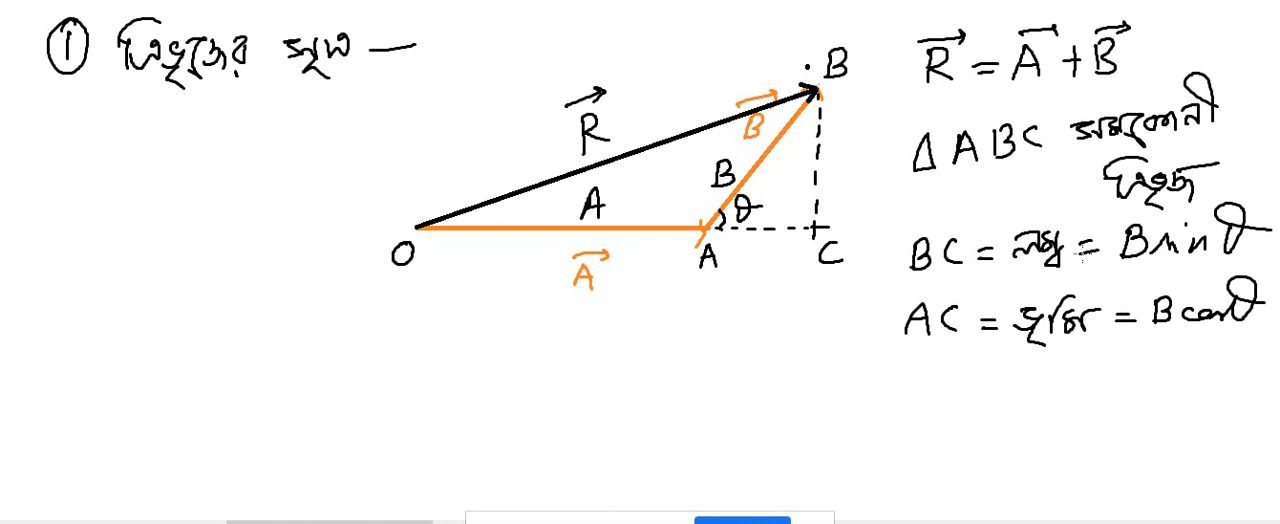 ① ত্রিভুজের সূত্র —
R = A + B
Δ ABC সমকোনী
ত্রিভুজ
BC = লম্ব = B sin θ
AC = ভূমি = B cos θ
B
R
B
B
A
θ
O
A
A
C